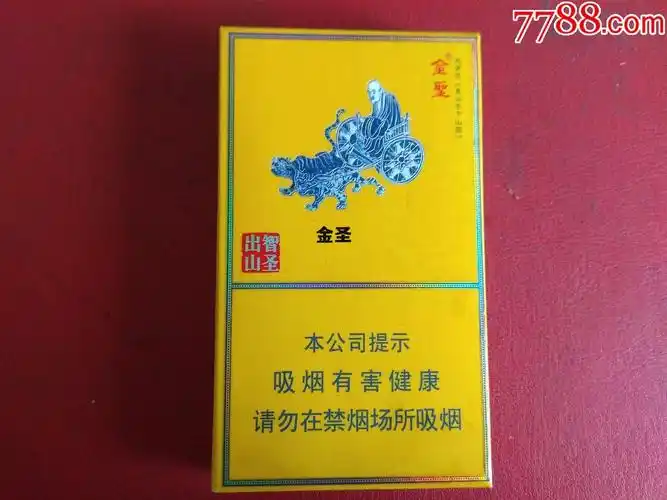 7788.com
金聖
金圣
智圣
出山
本公司提示
吸烟有害健康
请勿在禁烟场所吸烟